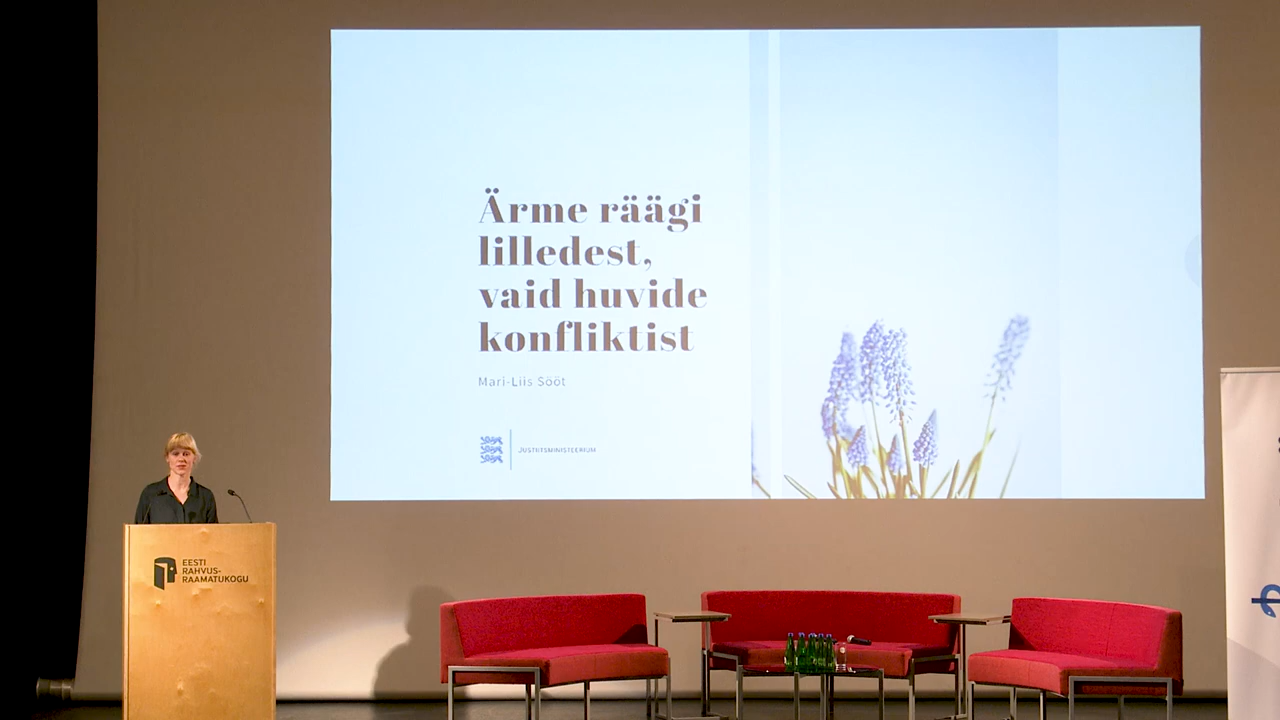 Ärme räägi
lilledest,
vaid huvide
konfliktist
Mari-Liis Sööt
JUSTIITSMINISTEERIUM
EESTI
RAHVUS-
RAAMATUKOGU